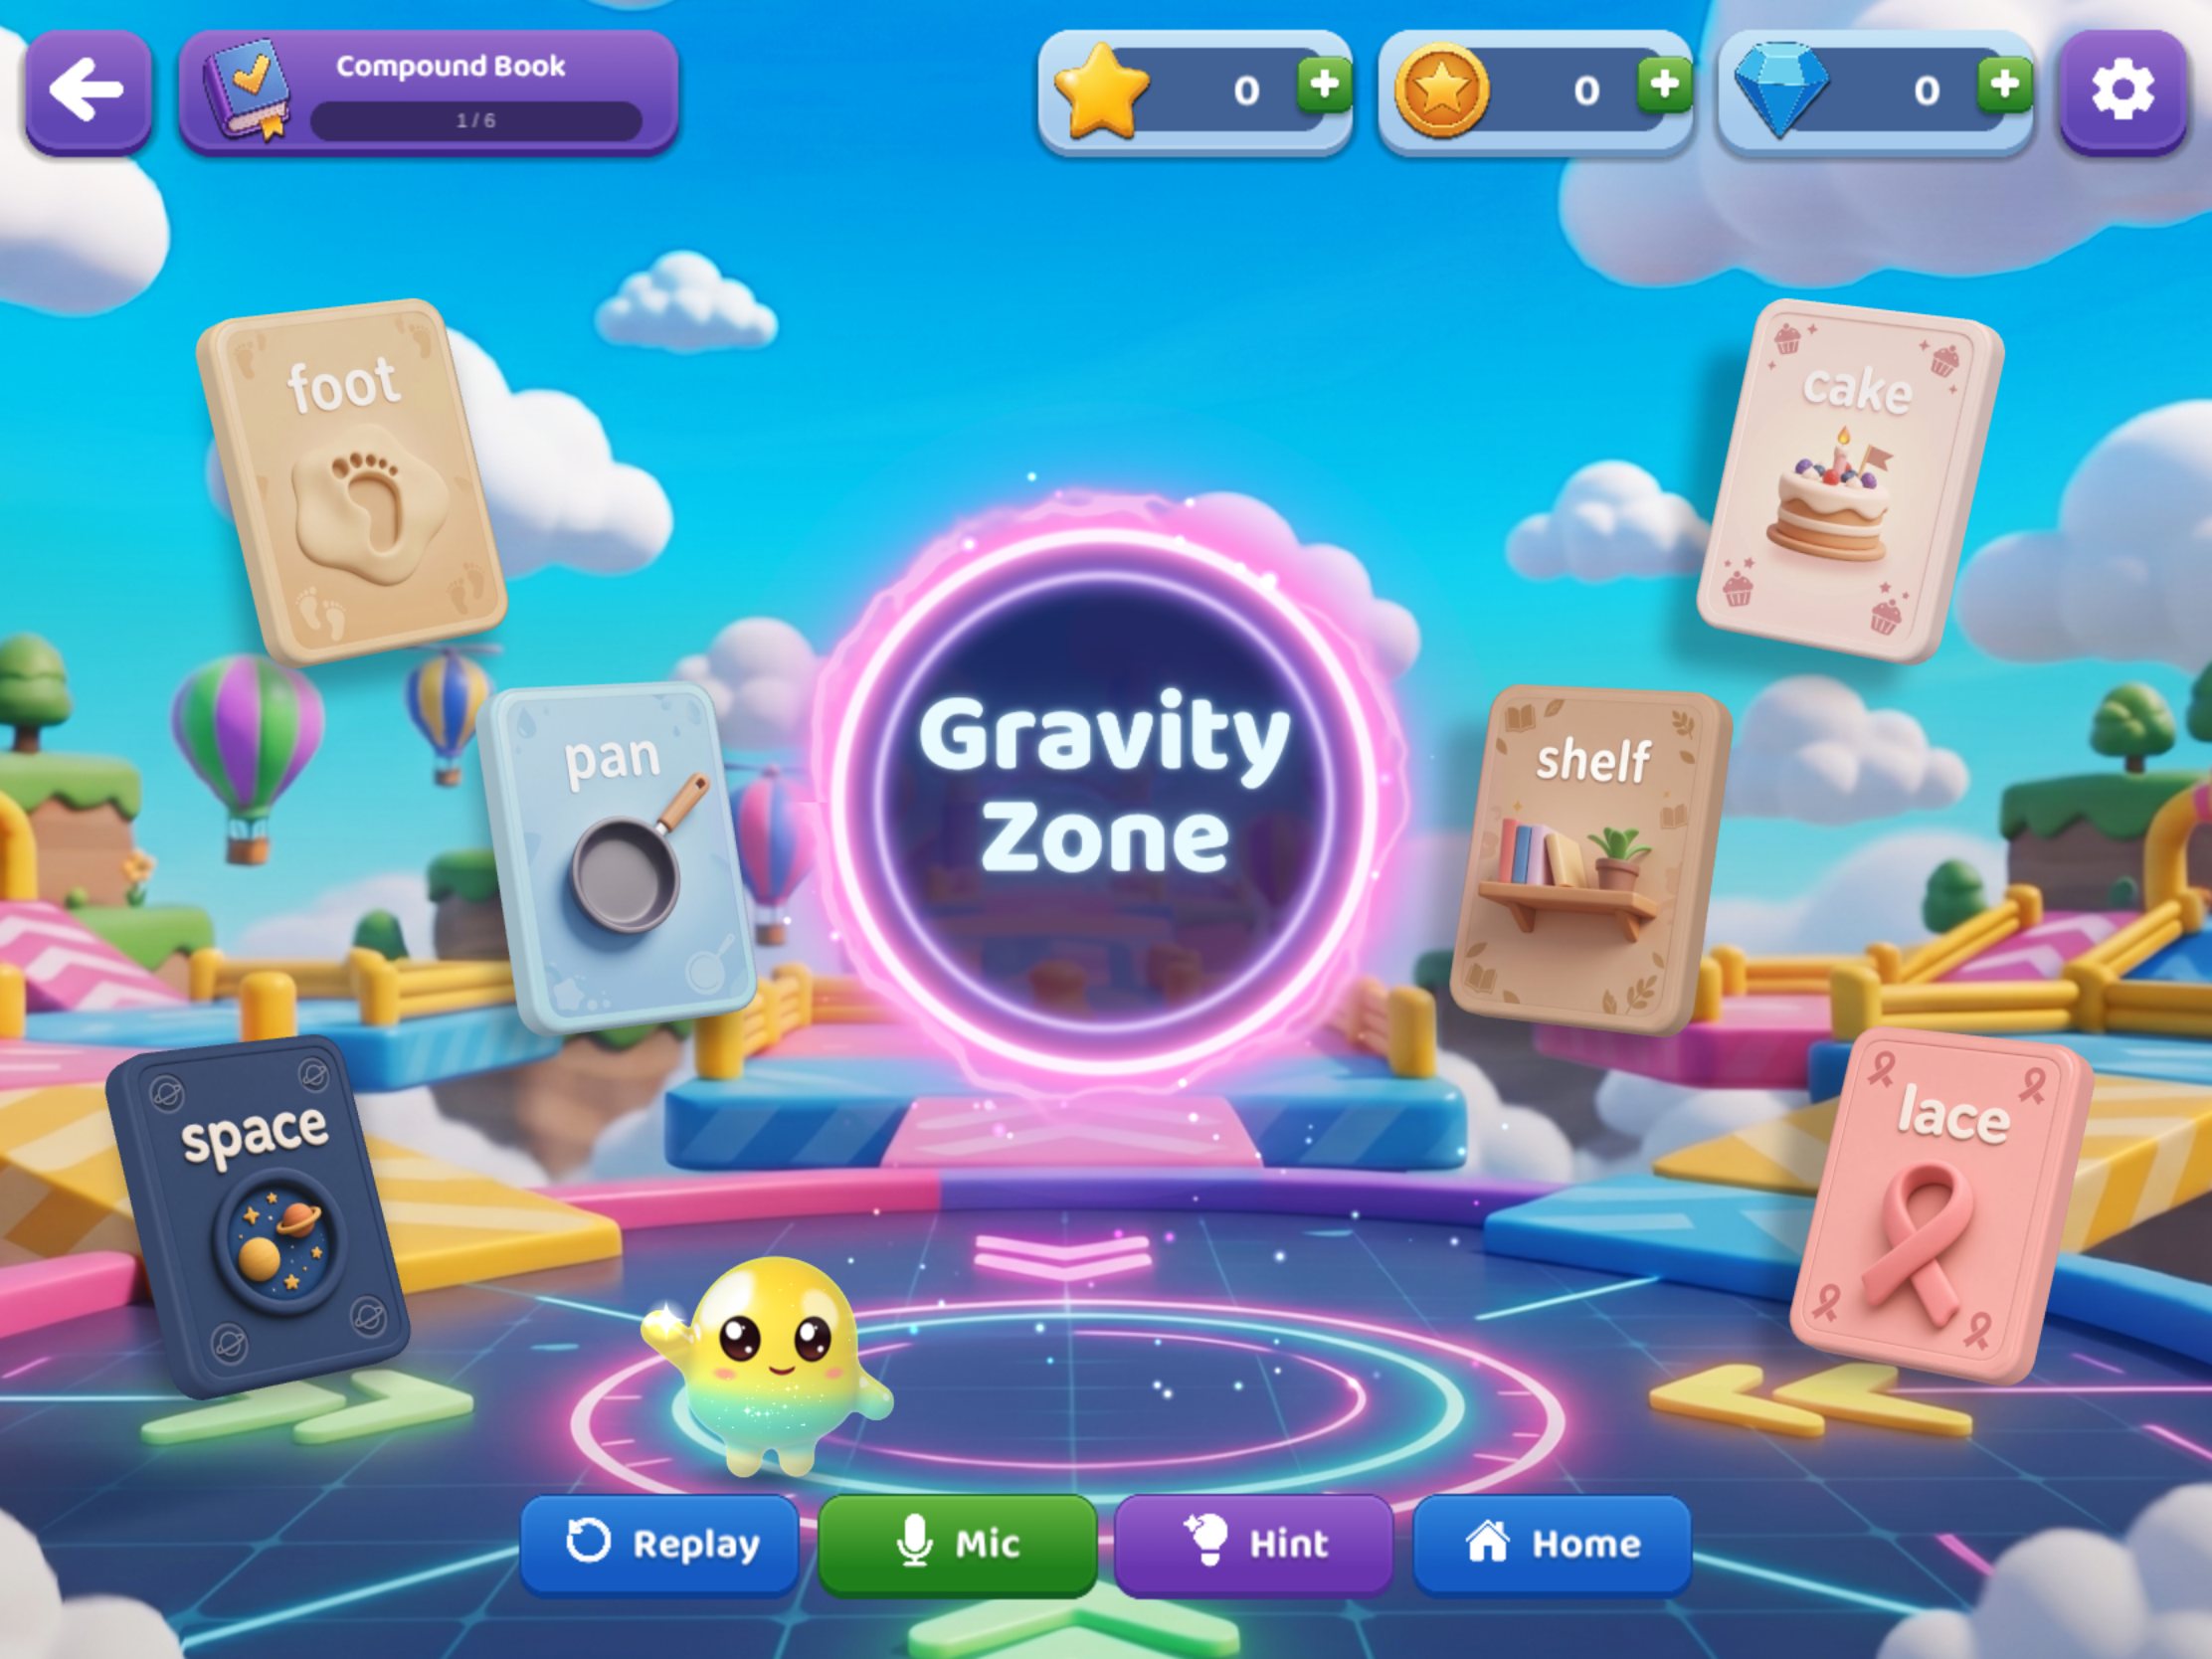 Compound Book
1/6
0
0
0
foot
cake
pan
shelf
Gravity
Zone
space
lace
Replay
Mic
Hint
Home